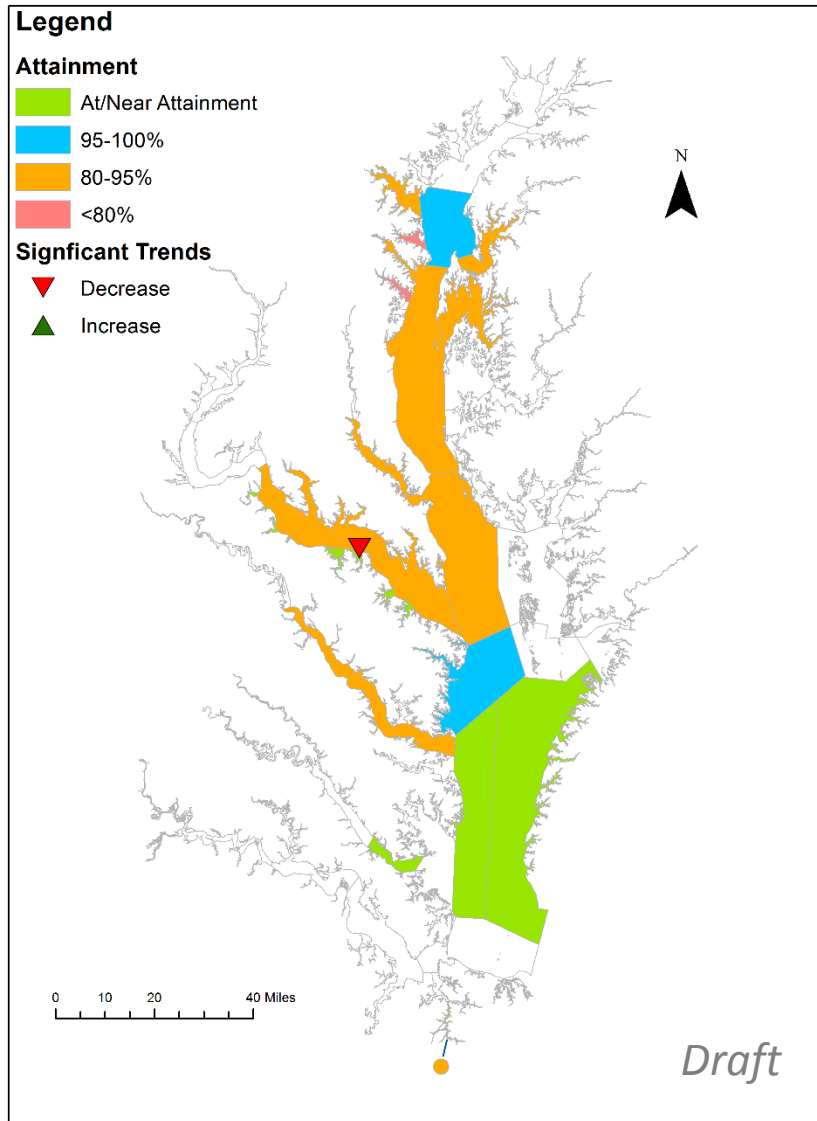 Legend
Attainment
At/Near Attainment
95-100%
80-95%
<80%
Signficant Trends
Decrease
Increase
N
0 10 20 40 Miles
Draft